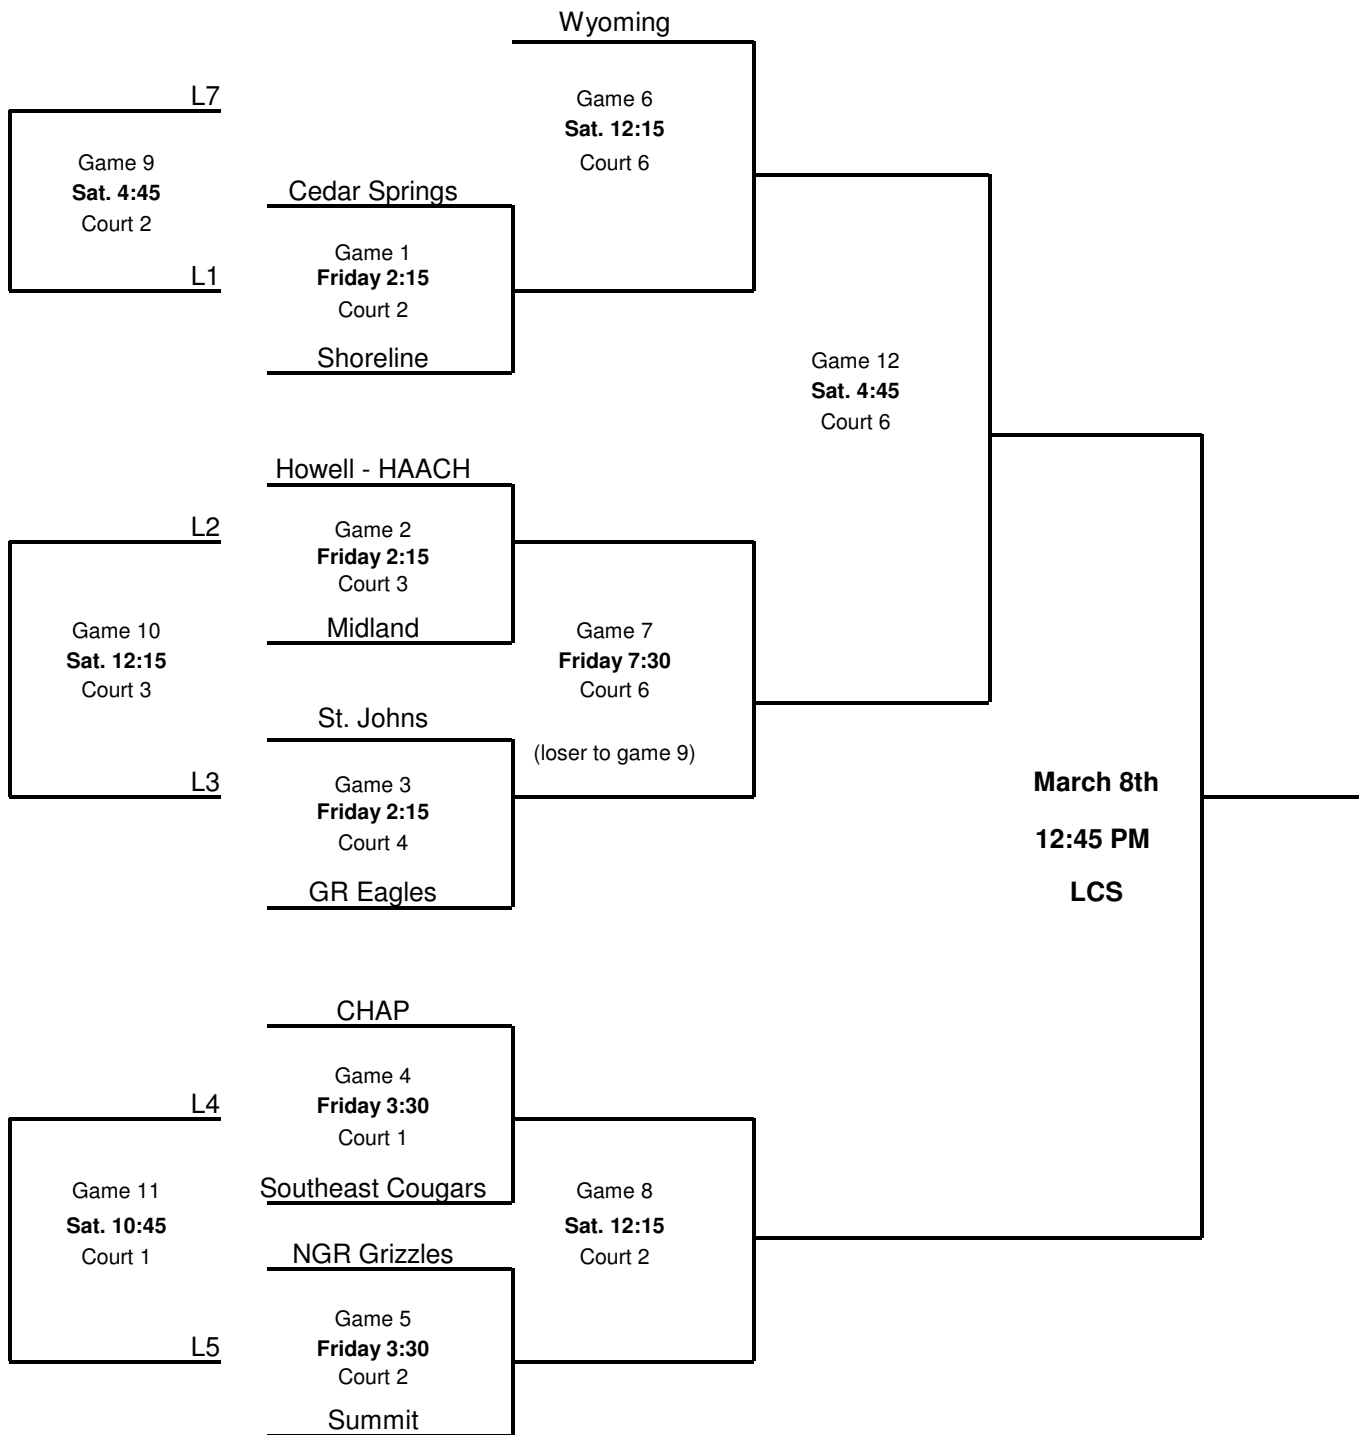 Wyoming
L7
Game 6
Sat. 12:15
Court 6
Game 9
Sat. 4:45
Court 2
Cedar Springs
Game 1
Friday 2:15
Court 2
L1
Shoreline
Game 12
Sat. 4:45
Court 6
Howell - HAACH
L2
Game 2
Friday 2:15
Court 3
Midland
Game 10
Sat. 12:15
Court 3
Game 7
Friday 7:30
Court 6
St. Johns
(loser to game 9)
L3
Game 3
Friday 2:15
Court 4
March 8th
12:45 PM
LCS
GR Eagles
CHAP
Game 4
Friday 3:30
Court 1
L4
Southeast Cougars
Game 11
Sat. 10:45
Court 1
Game 8
Sat. 12:15
Court 2
NGR Grizzles
Game 5
Friday 3:30
Court 2
L5
Summit